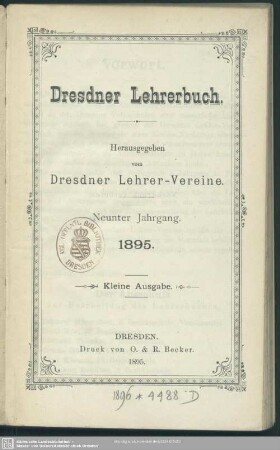 Dresdner Lehrerbuch.
Herausgegeben
vom
Dresdner Lehrer-Vereine.
Neunter Jahrgang.
1895.
Kleine Ausgabe.
DRESDEN.
Druck von O. & R. Becker.
1895.
1896 * 4488 D